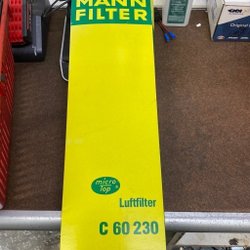 MANN
FILTER
micro
Top
Luftfilter
C 60 230